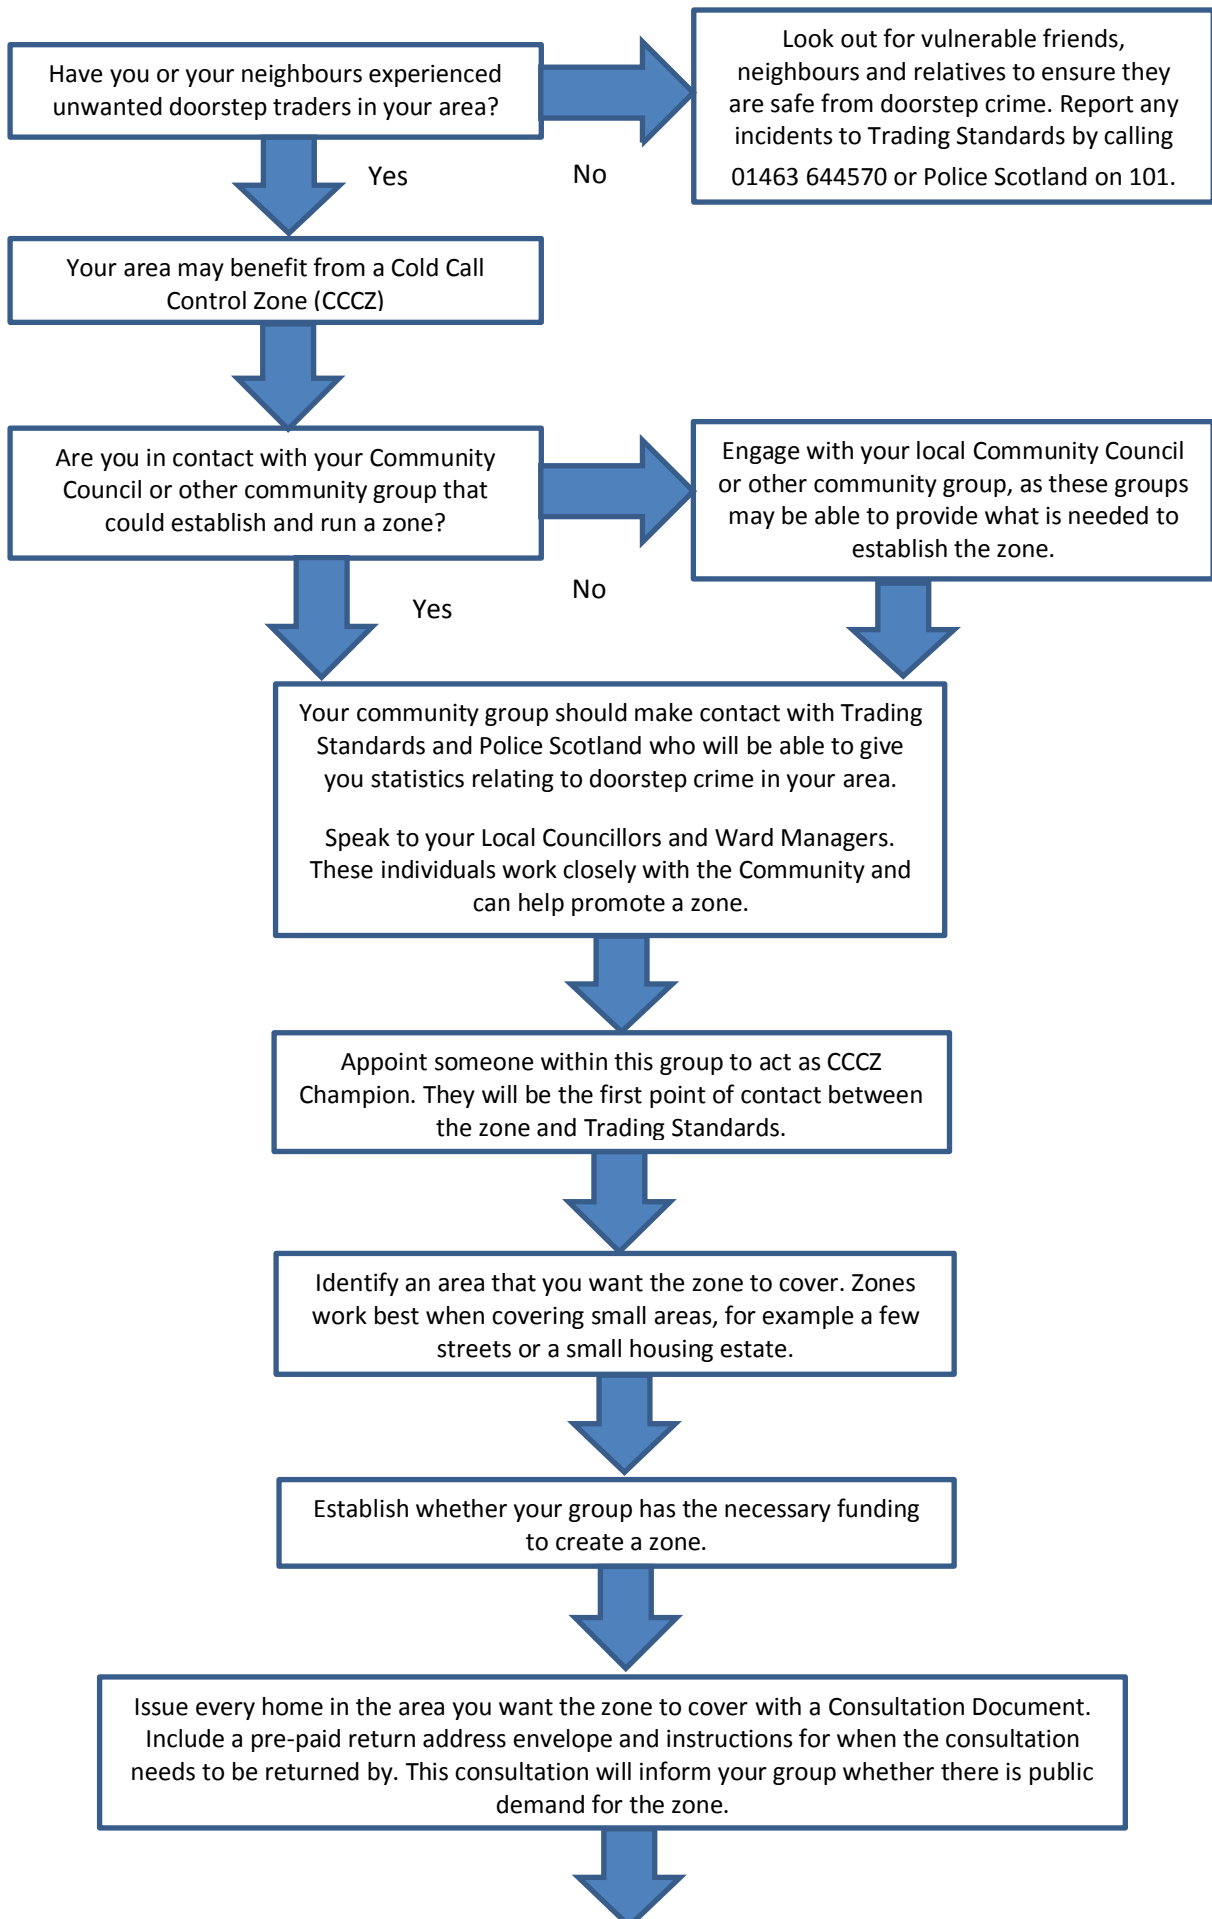 Have you or your neighbours experienced
unwanted doorstep traders in your area?
Look out for vulnerable friends,
neighbours and relatives to ensure they
are safe from doorstep crime. Report any
incidents to Trading Standards by calling
01463 644570 or Police Scotland on 101.
Yes
No
Your area may benefit from a Cold Call
Control Zone (CCCZ)
Are you in contact with your Community
Council or other community group that
could establish and run a zone?
Engage with your local Community Council
or other community group, as these groups
may be able to provide what is needed to
establish the zone.
Yes
No
Your community group should make contact with Trading
Standards and Police Scotland who will be able to give
you statistics relating to doorstep crime in your area.
Speak to your Local Councillors and Ward Managers.
These individuals work closely with the Community and
can help promote a zone.
Appoint someone within this group to act as CCCZ
Champion. They will be the first point of contact between
the zone and Trading Standards.
Identify an area that you want the zone to cover. Zones
work best when covering small areas, for example a few
streets or a small housing estate.
Establish whether your group has the necessary funding
to create a zone.
Issue every home in the area you want the zone to cover with a Consultation Document.
Include a pre-paid return address envelope and instructions for when the consultation
needs to be returned by. This consultation will inform your group whether there is public
demand for the zone.